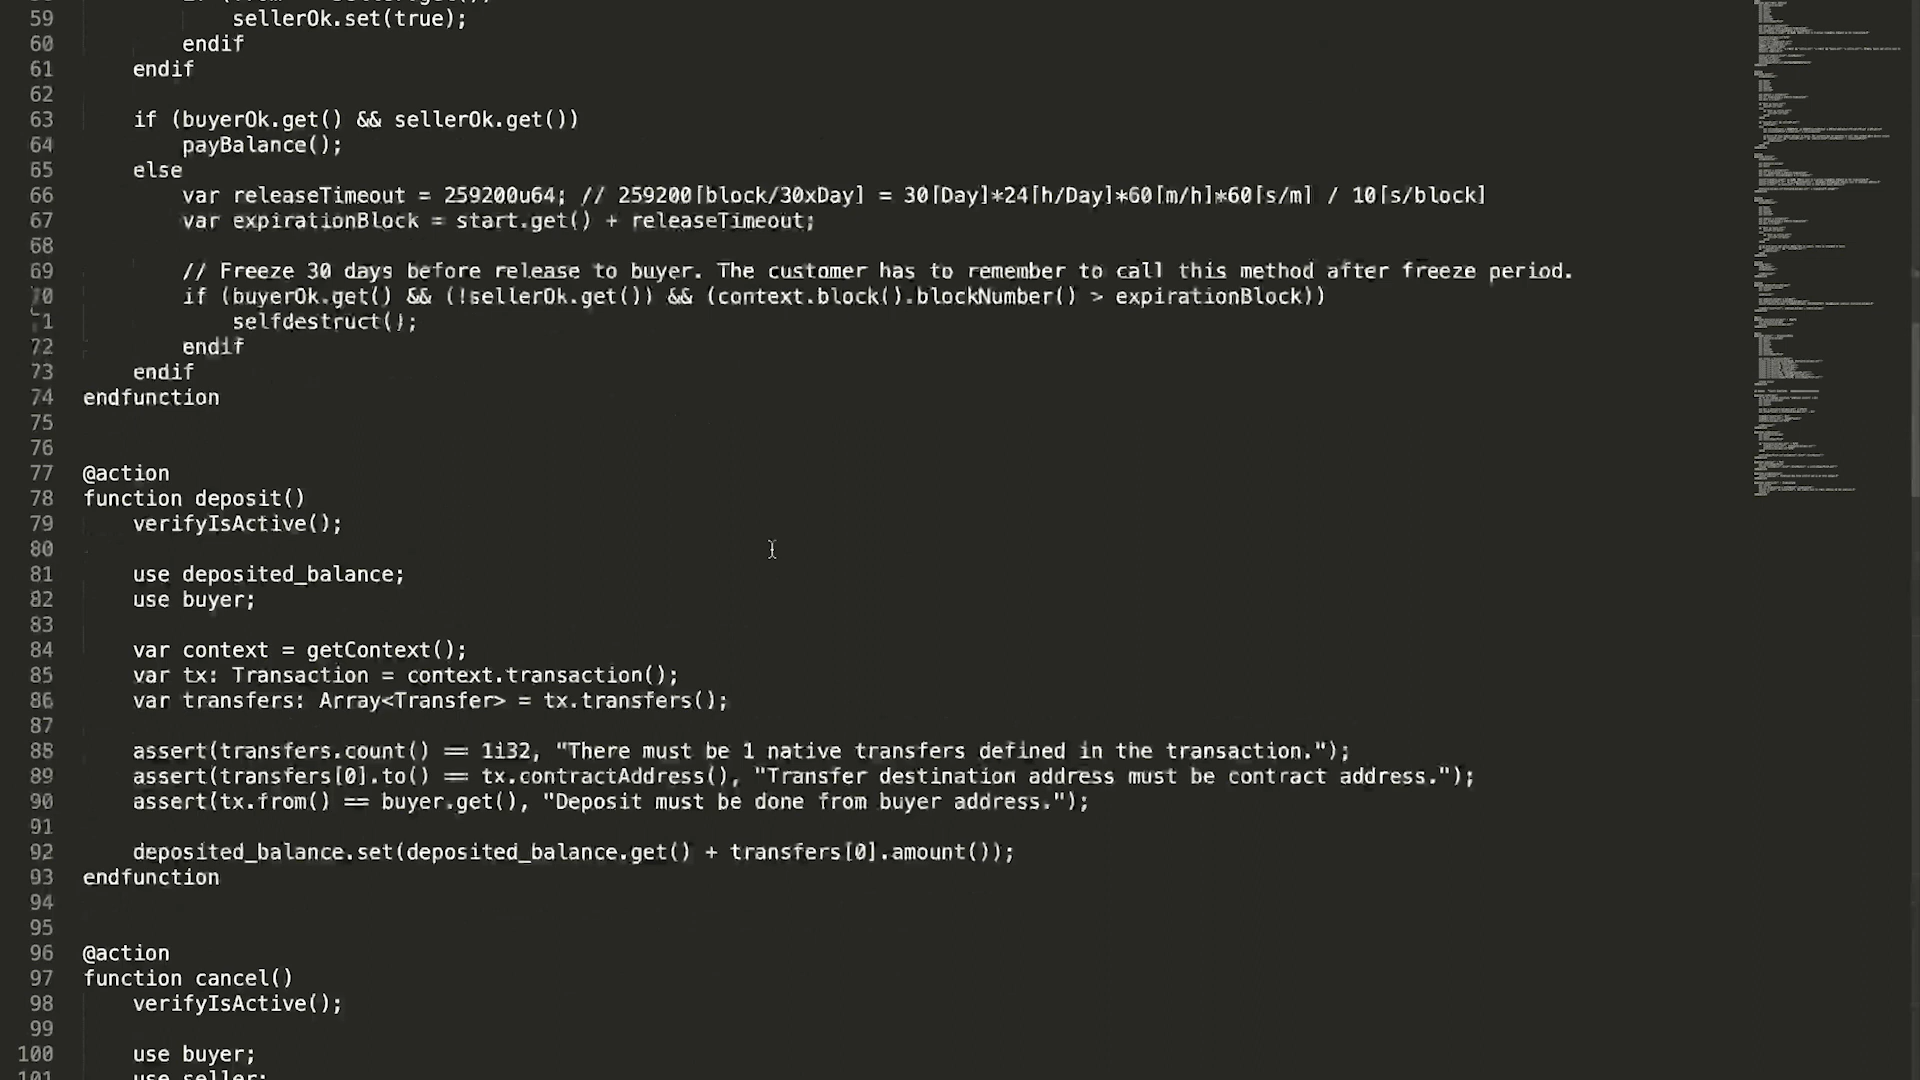 59 sellerOk.set(true);
60 endif
61 endif
62
63 if (buyerOk.get() && sellerOk.get())
64 payBalance();
65 else
66 var releaseTimeout = 259200u64; // 259200[block/30xDay] = 30[Day]*24[h/Day]*60[m/h]*60[s/m] / 10[s/block]
67 var expirationBlock = start.get() + releaseTimeout;
68
69 // Freeze 30 days before release to buyer. The customer has to remember to call this method after freeze period.
70 if (buyerOk.get() && (!sellerOk.get()) && (context.block().blockNumber() > expirationBlock))
selfdestruct();
72 endif
73 endif
74 endfunction
75
76
77 @action
78 function deposit()
79 verifyIsActive();
80
81 use deposited_balance;
82 use buyer;
83
84 var context = getContext();
85 var tx: Transaction = context.transaction();
86 var transfers: Array<Transfer> = tx.transfers();
87
88 assert(transfers.count() == 1i32, "There must be 1 native transfers defined in the transaction.");
89 assert(transfers[0].to() == tx.contractAddress(), "Transfer destination address must be contract address.");
90 assert(tx.from() == buyer.get(), "Deposit must be done from buyer address.");
91
92 deposited_balance.set(deposited_balance.get() + transfers[0].amount());
93 endfunction
94
95
96 @action
97 function cancel()
98 verifyIsActive();
99
100 use buyer;
101 use seller;